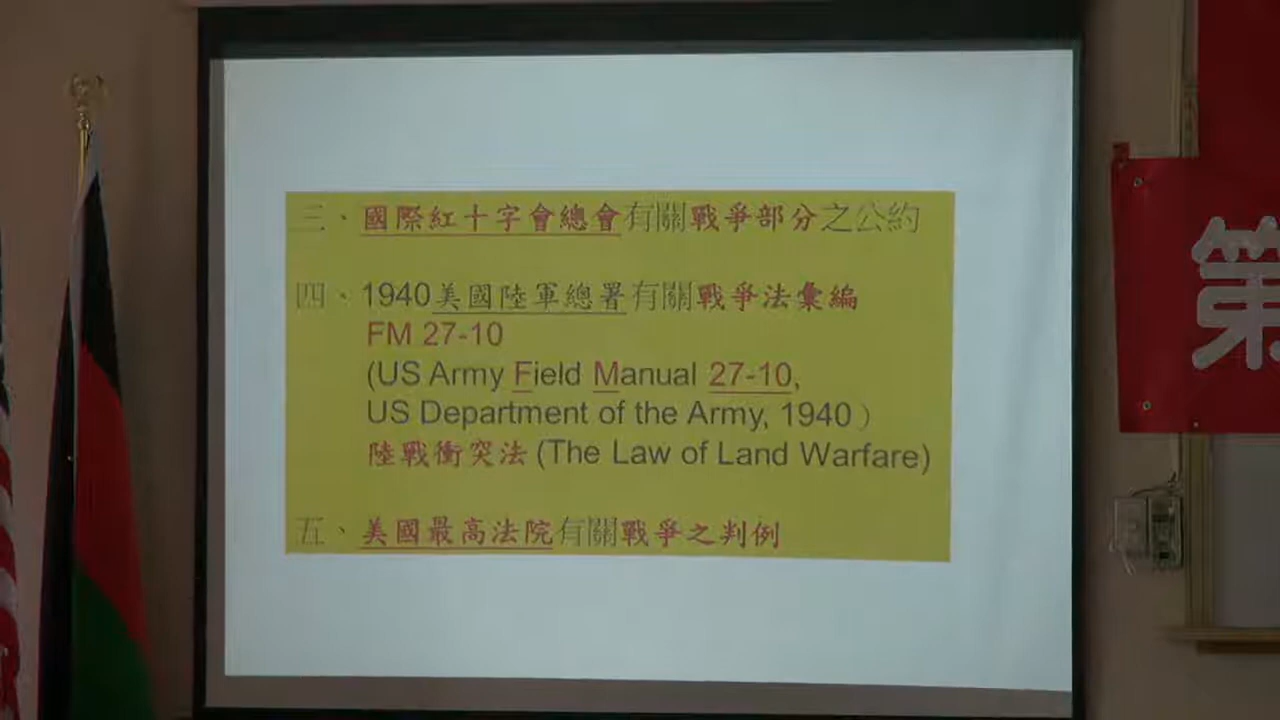 三、國際紅十字會總會有關戰爭部分之公約
四、1940美國陸軍總署有關戰爭法彙編
FM 27-10
(US Army Field Manual 27-10,
US Department of the Army, 1940）
陸戰衝突法 (The Law of Land Warfare)
五、美國最高法院有關戰爭之判例
第